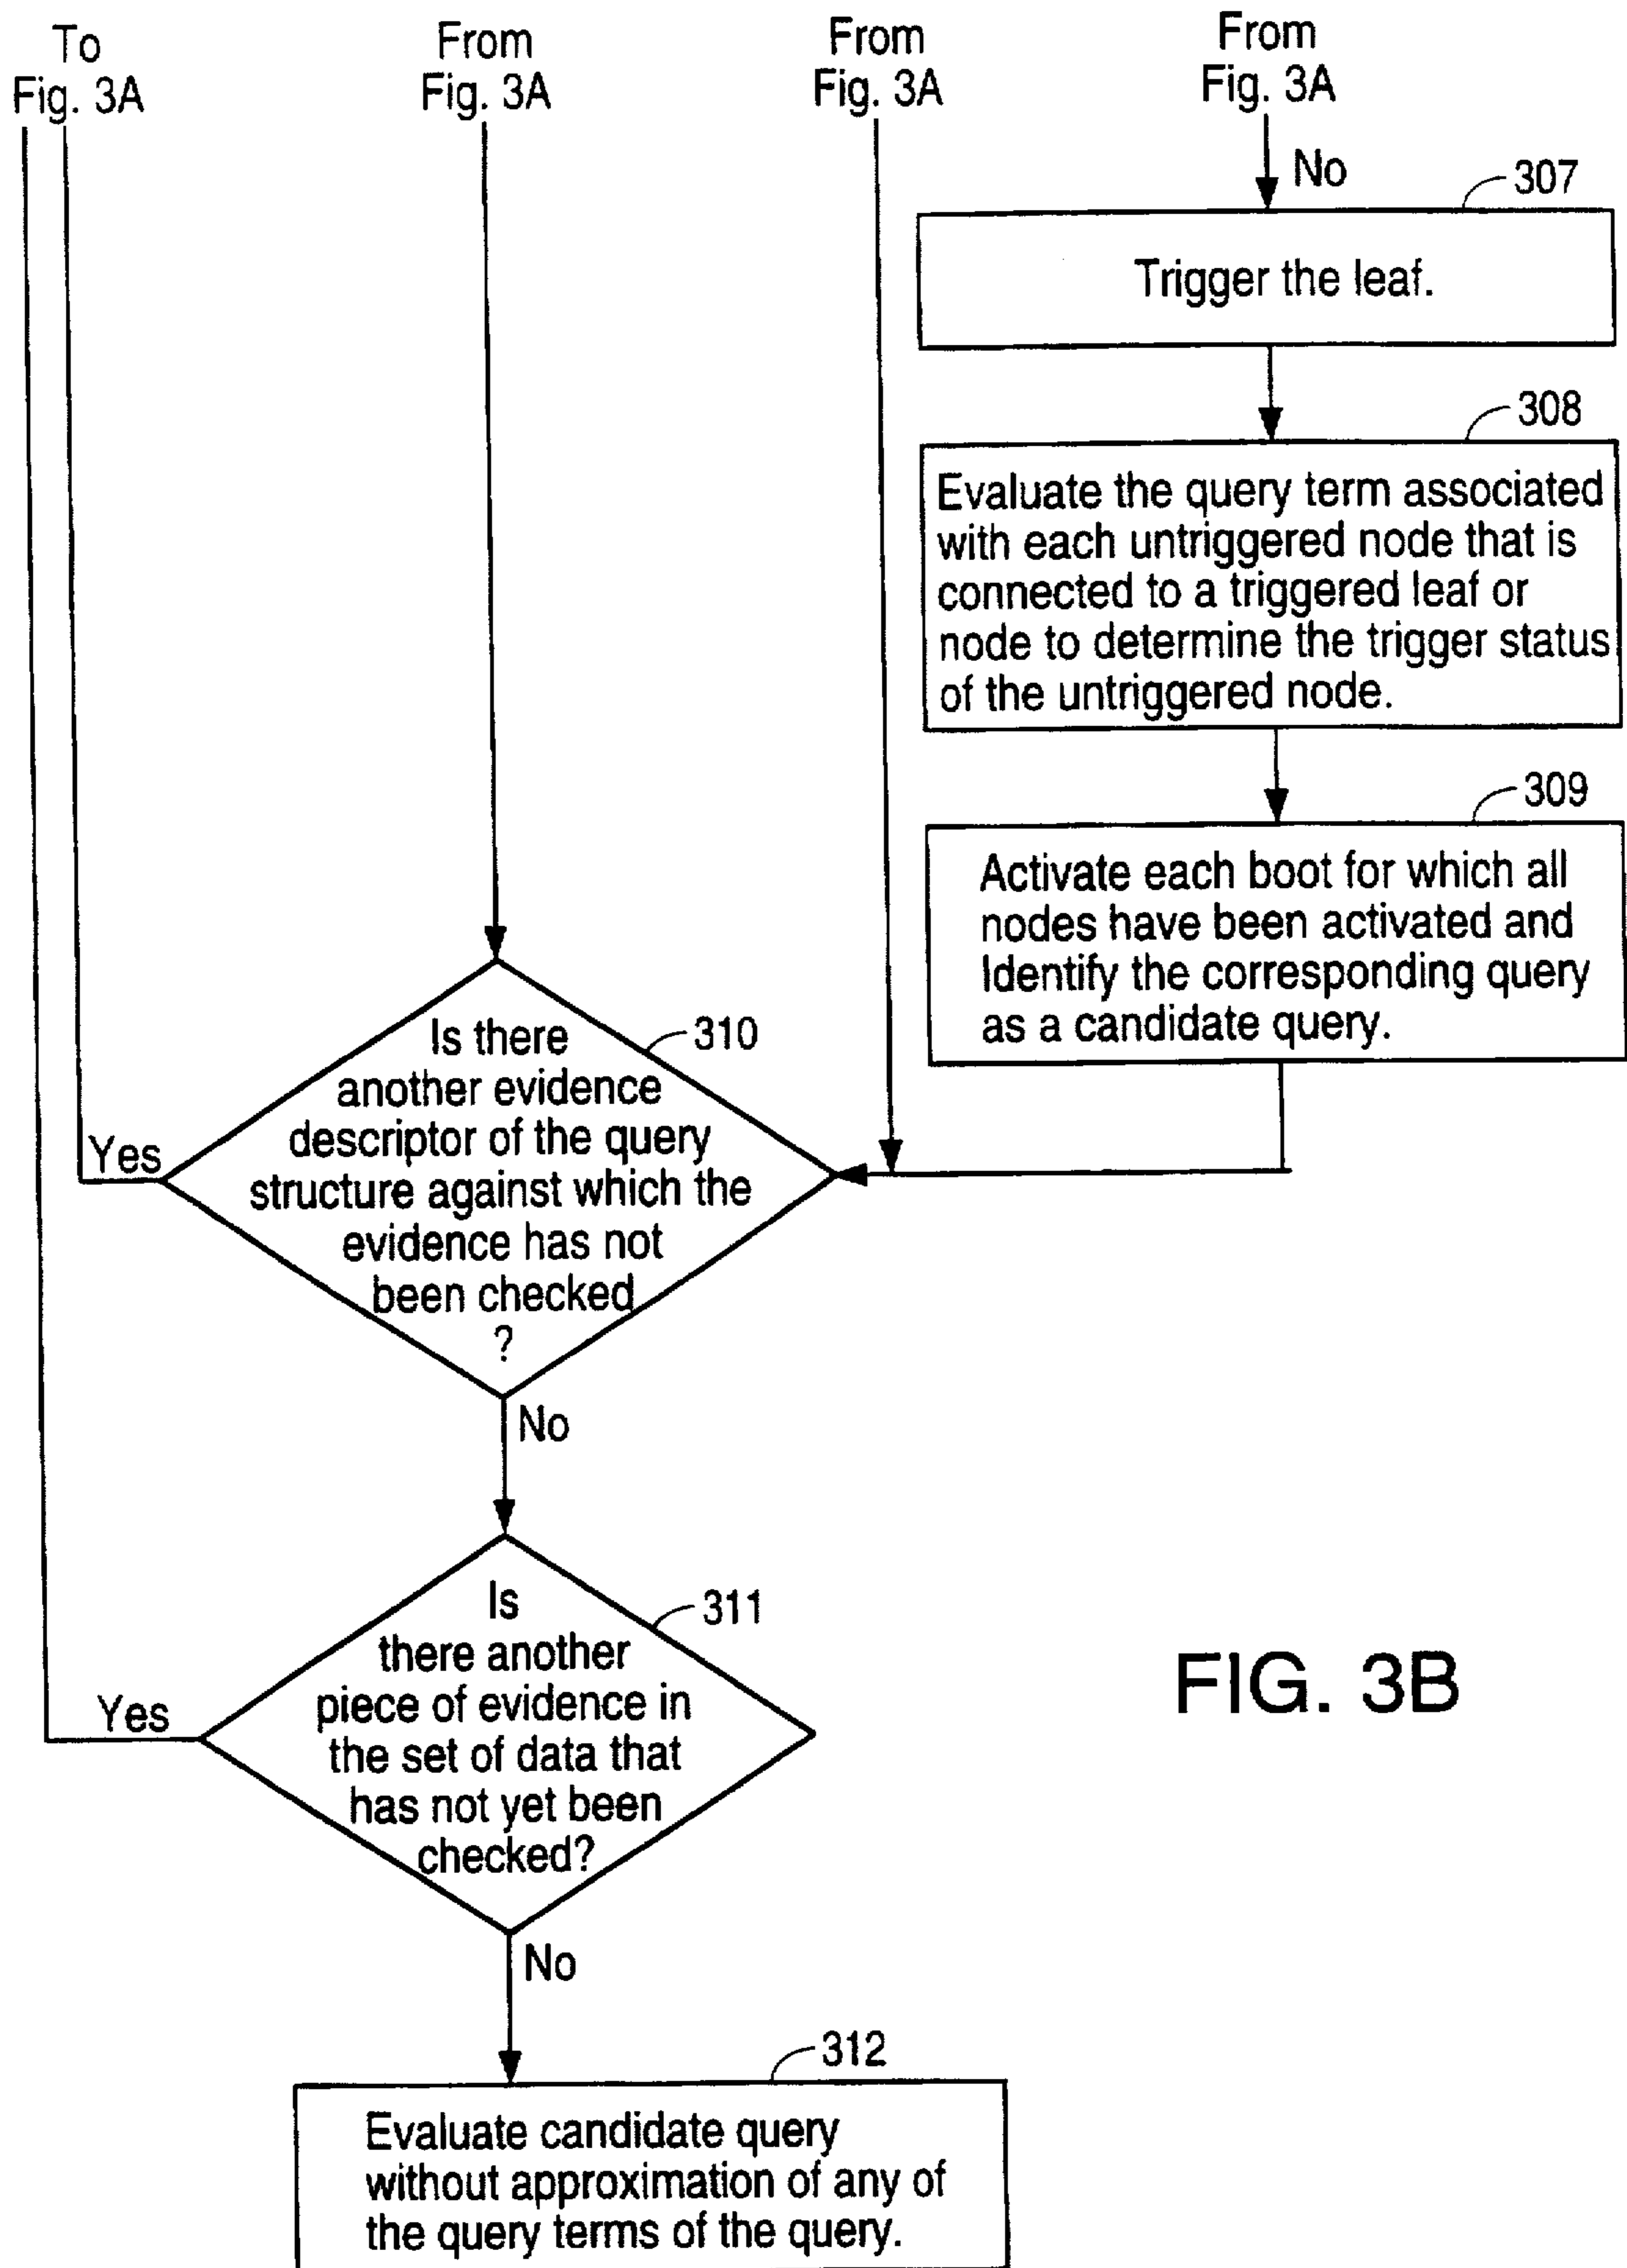 To
Fig. 3A
From
Fig. 3A
From
Fig. 3A
From
Fig. 3A
No
307
Trigger the leaf.
308
Evaluate the query term associated
with each untriggered node that is
connected to a triggered leaf or
node to determine the trigger status
of the untriggered node.
309
Activate each boot for which all
nodes have been activated and
Identify the corresponding query
as a candidate query.
310
Is there
another evidence
descriptor of the query
structure against which the
evidence has not
been checked
?
Yes
No
311
Is
there another
piece of evidence in
the set of data that
has not yet been
checked?
Yes
No
FIG. 3B
312
Evaluate candidate query
without approximation of any of
the query terms of the query.